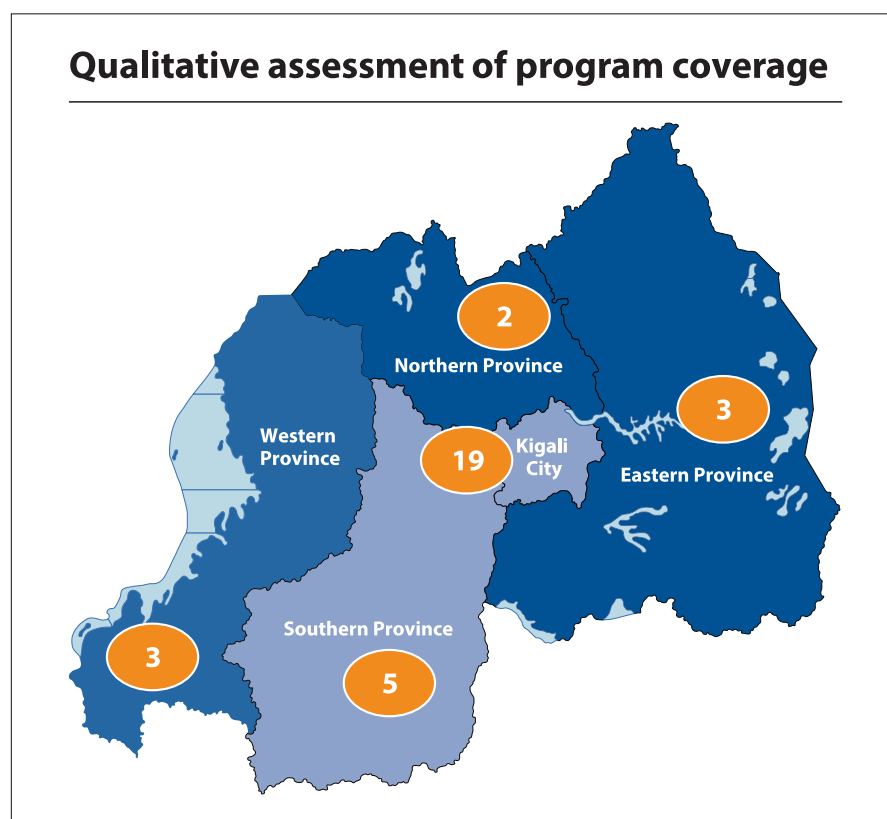 Qualitative assessment of program coverage
2
Northern Province
3
Western
Province
19
Kigali
City
Eastern Province
Southern Province
3
5